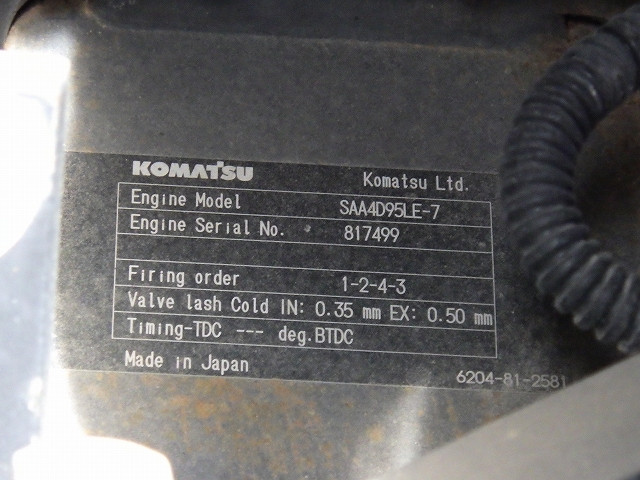 KOMATSU Komatsu Ltd.
Engine Model SAA4D95LE-7
Engine Serial No. 817499
Firing order 1-2-4-3
Valve lash Cold IN: 0.35 mm EX: 0.50 mm
Timing-TDC --- deg.BTDC
Made in Japan 6204-81-2581